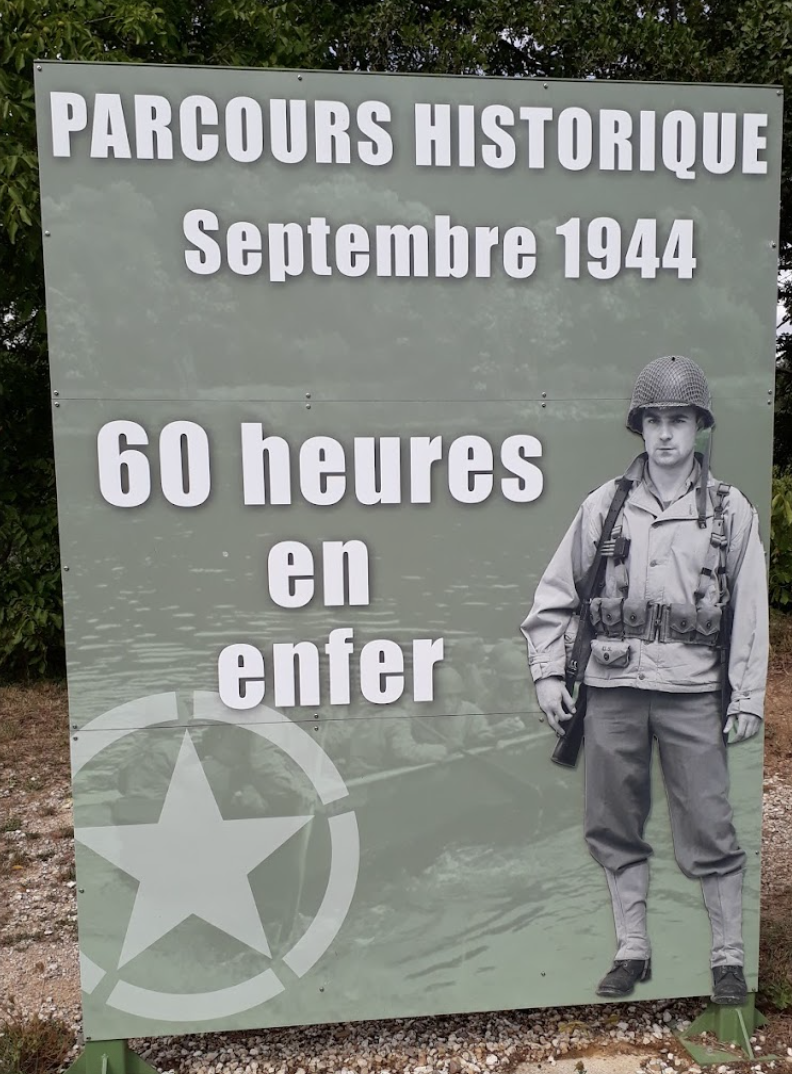 PARCOURS HISTORIQUE
Septembre 1944
60 heures
en
enfer